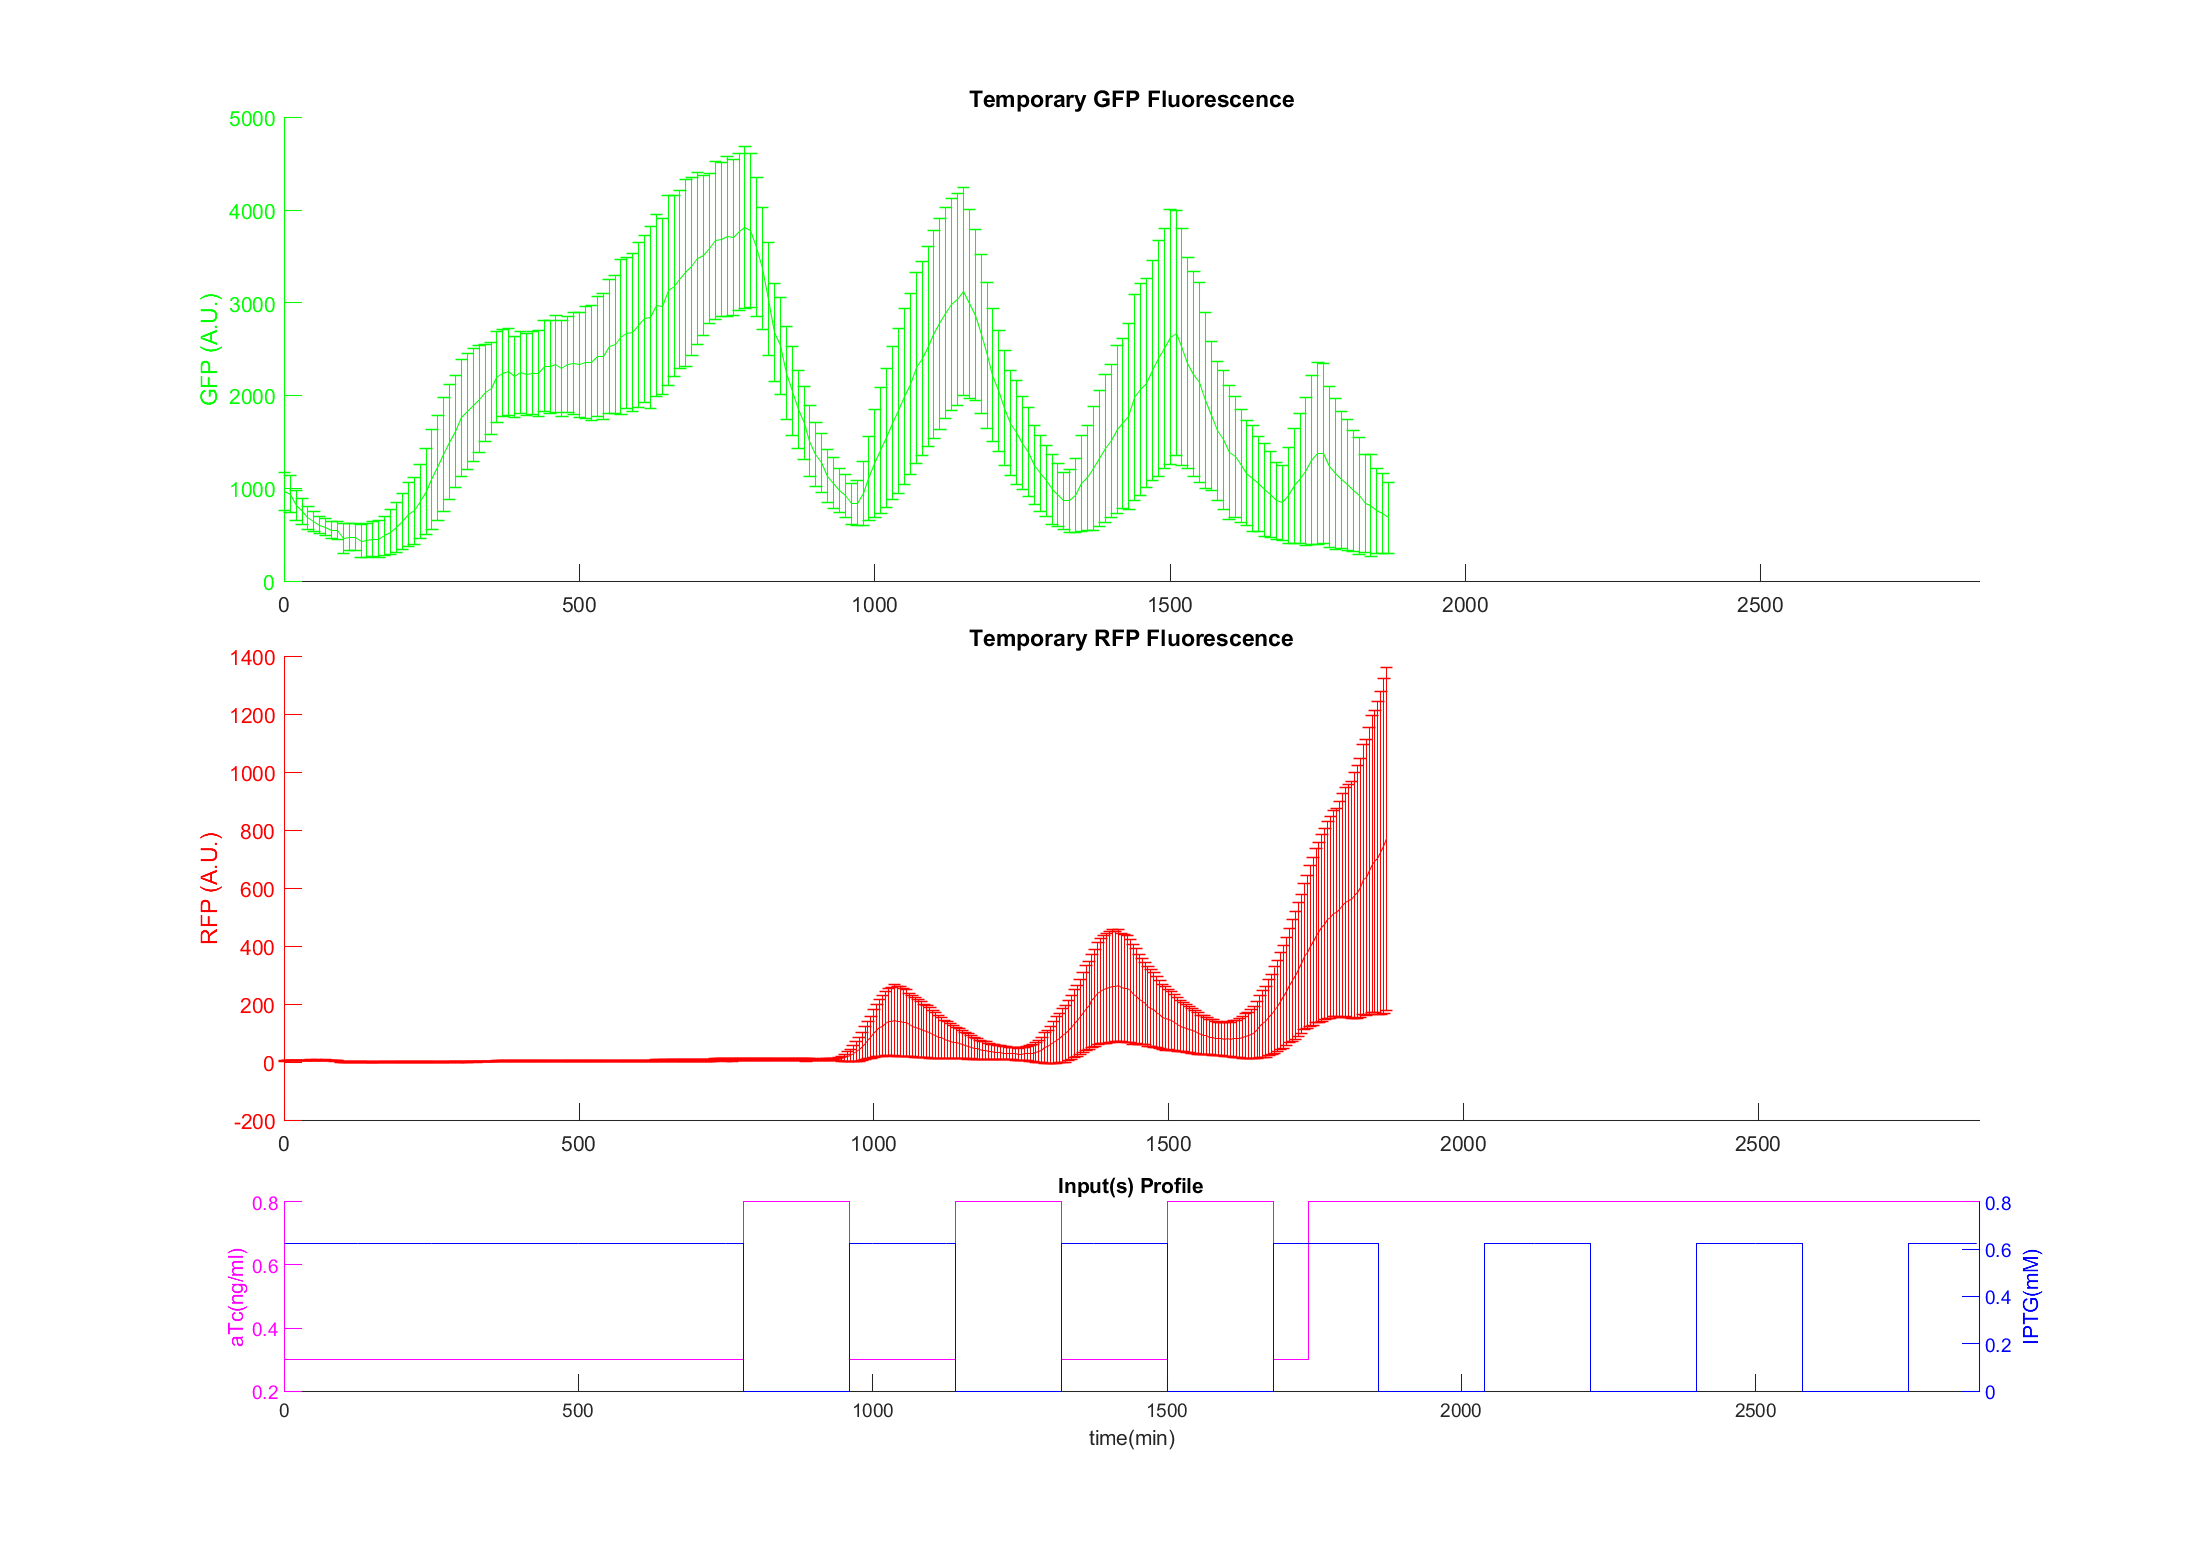 Temporary GFP Fluorescence
5000
4000
3000
2000
1000
0
GFP (A.U.)
0 500 1000 1500 2000 2500
Temporary RFP Fluorescence
1400
1200
1000
800
600
400
200
0
-200
RFP (A.U.)
0 500 1000 1500 2000 2500
Input(s) Profile
0.8
0.6
0.4
0.2
aTc(ng/ml)
0.8
0.6
0.4
0.2
0
IPTG(mM)
0 500 1000 1500 2000 2500
time(min)